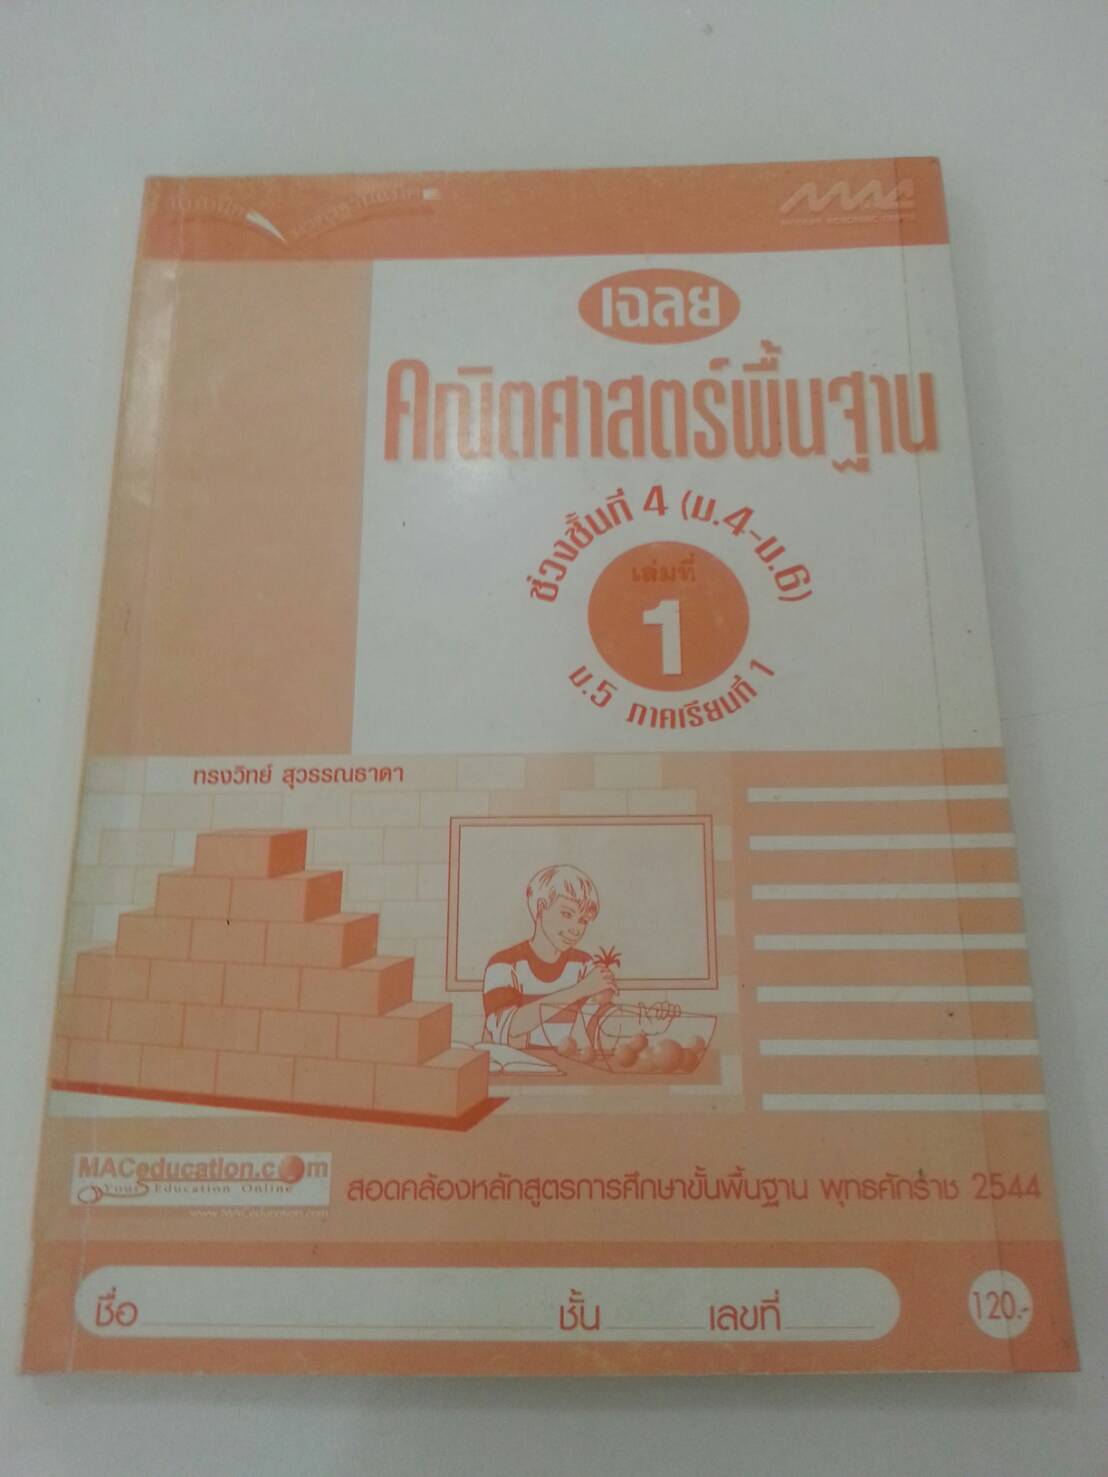 MAC
เฉลย
คณิตศาสตร์พื้นฐาน
ช่วงชั้นที่ 4 (ม.4-ม.6)
เล่มที่
1
ม.5 ภาคเรียนที่ 1
ทรงวิทย์ สุวรรณธาดา
MACeducation.com
Your Education Online
www.MACeducation.com
สอดคล้องหลักสูตรการศึกษาขั้นพื้นฐาน พุทธศักราช 2544
ชื่อ ชั้น เลขที่
120.-